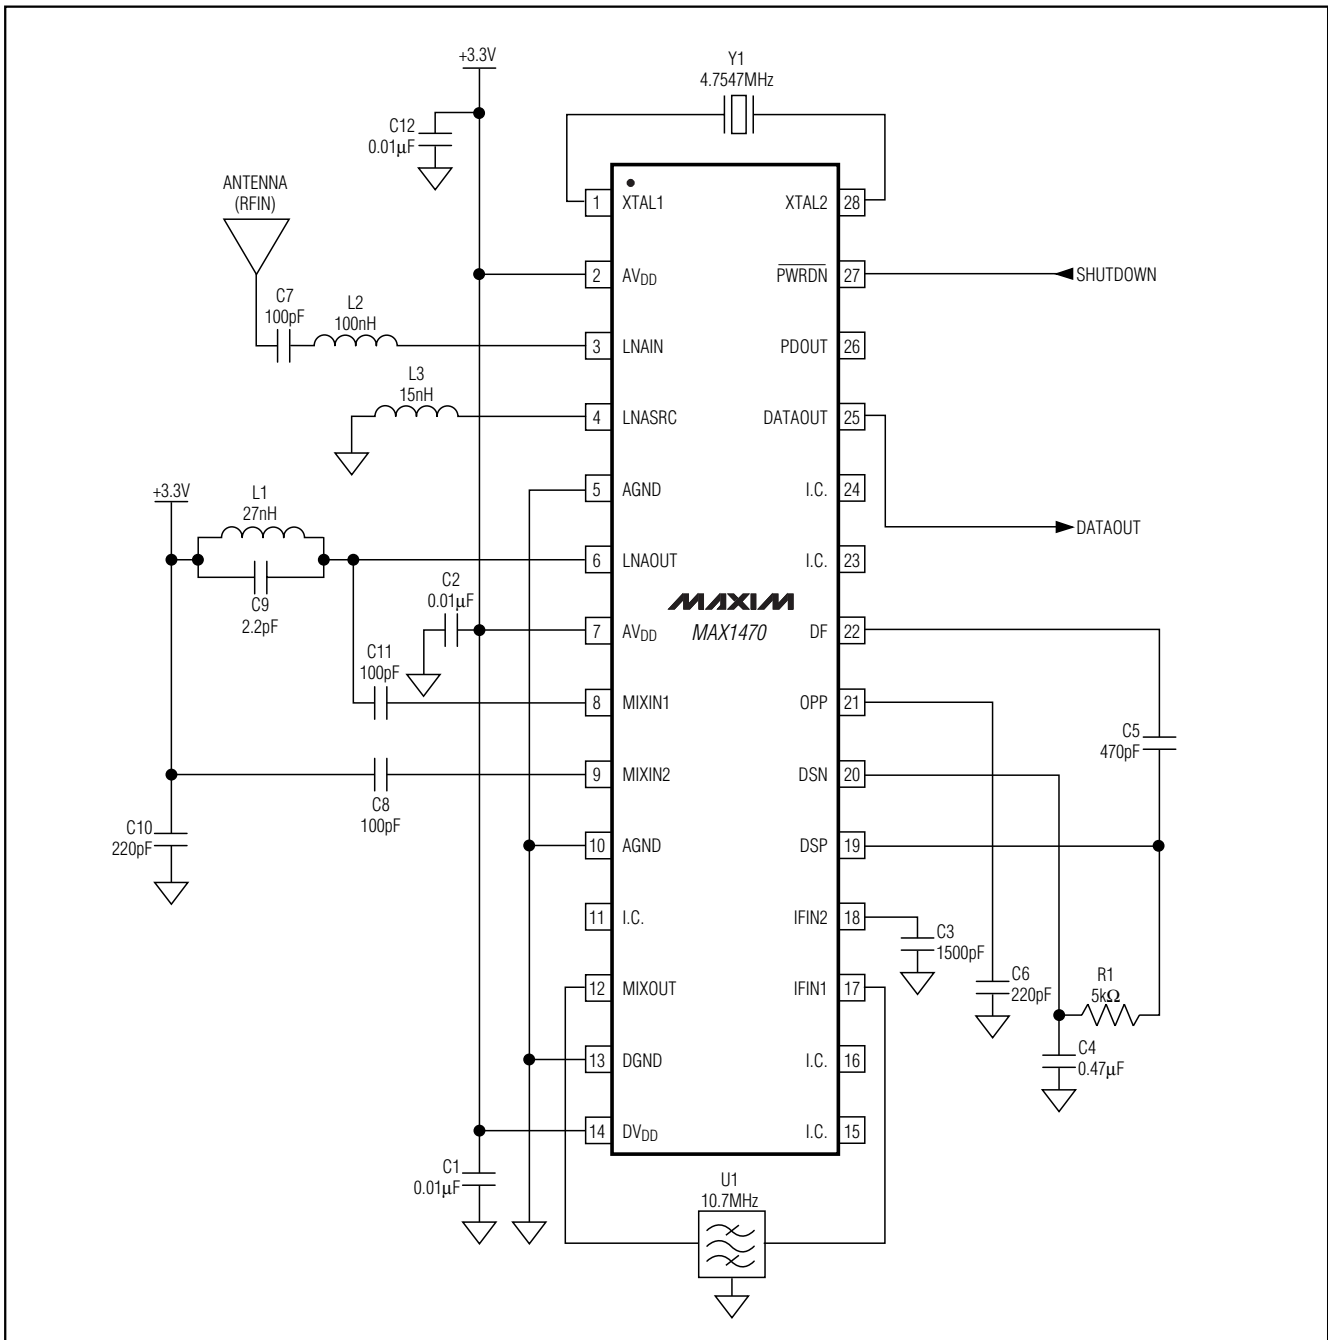 +3.3V
Y1
4.7547MHz
C12
0.01µF
ANTENNA
(RFIN)
1 XTAL1
XTAL2 28
2 AVDD
PWRDN 27
SHUTDOWN
C7
100pF
L2
100nH
3 LNAIN
PDOUT 26
L3
15nH
4 LNASRC
DATAOUT 25
+3.3V
L1
27nH
5 AGND
I.C. 24
DATAOUT
6 LNAOUT
I.C. 23
C9
2.2pF
C2
0.01µF
MAXIM
MAX1470
7 AVDD
DF 22
C11
100pF
8 MIXIN1
OPP 21
C5
470pF
9 MIXIN2
DSN 20
C8
100pF
C10
220pF
10 AGND
DSP 19
11 I.C.
IFIN2 18
C3
1500pF
12 MIXOUT
IFIN1 17
C6
220pF
R1
5kΩ
13 DGND
I.C. 16
C4
0.47µF
14 DVDD
I.C. 15
C1
0.01µF
U1
10.7MHz